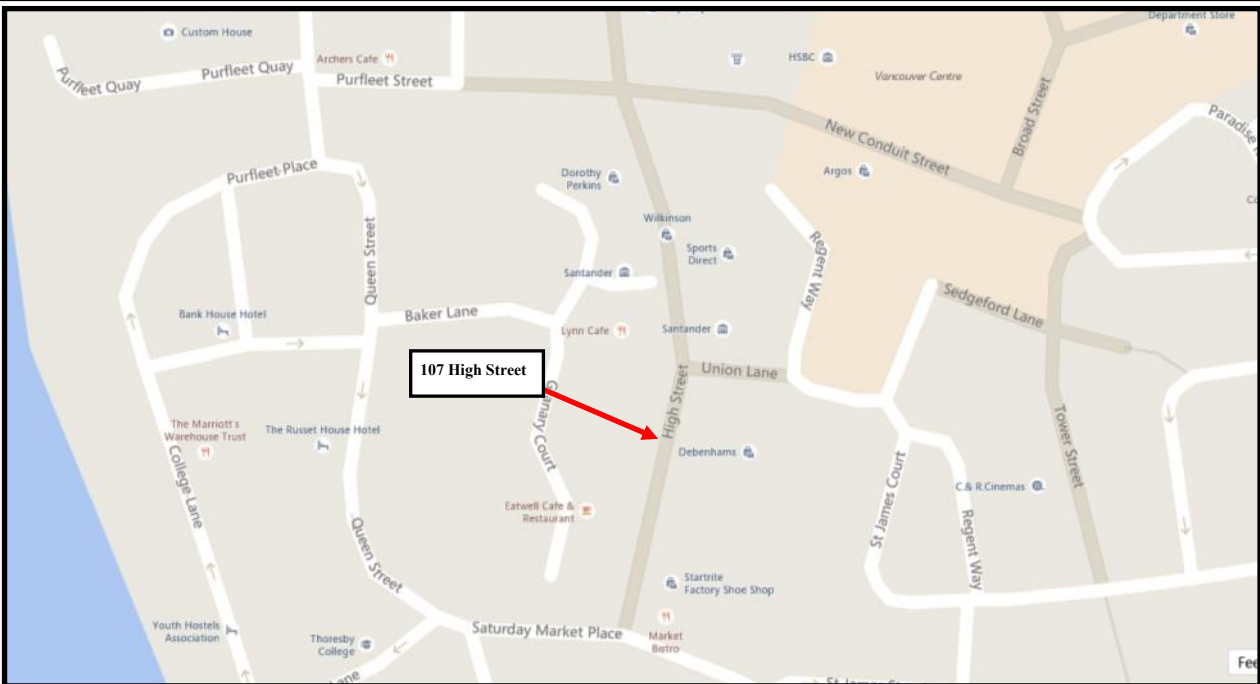 Department Store
Custom House
Archers Cafe
HSBC
Vancouver Centre
Purfleet Quay
Purfleet Quay
Purfleet Street
Broad Street
New Conduit Street
Purfleet Place
Dorothy
Perkins
Argos
Wilkinson
Sports
Direct
Regent Way
Queen Street
Santander
Sedgeford Lane
Bank House Hotel
Baker Lane
Lynn Cafe
Santander
107 High Street
Union Lane
High Street
Tower Street
The Marriott's
Warehouse Trust
The Russet House Hotel
Court
Debenhams
College Lane
St James Court
C & R Cinemas
Eatwell Cafe &
Restaurant
Regent Way
Queen Street
Startrite
Factory Shoe Shop
Youth Hostels
Association
Thoresby
College
Saturday Market Place
Market
Bistro